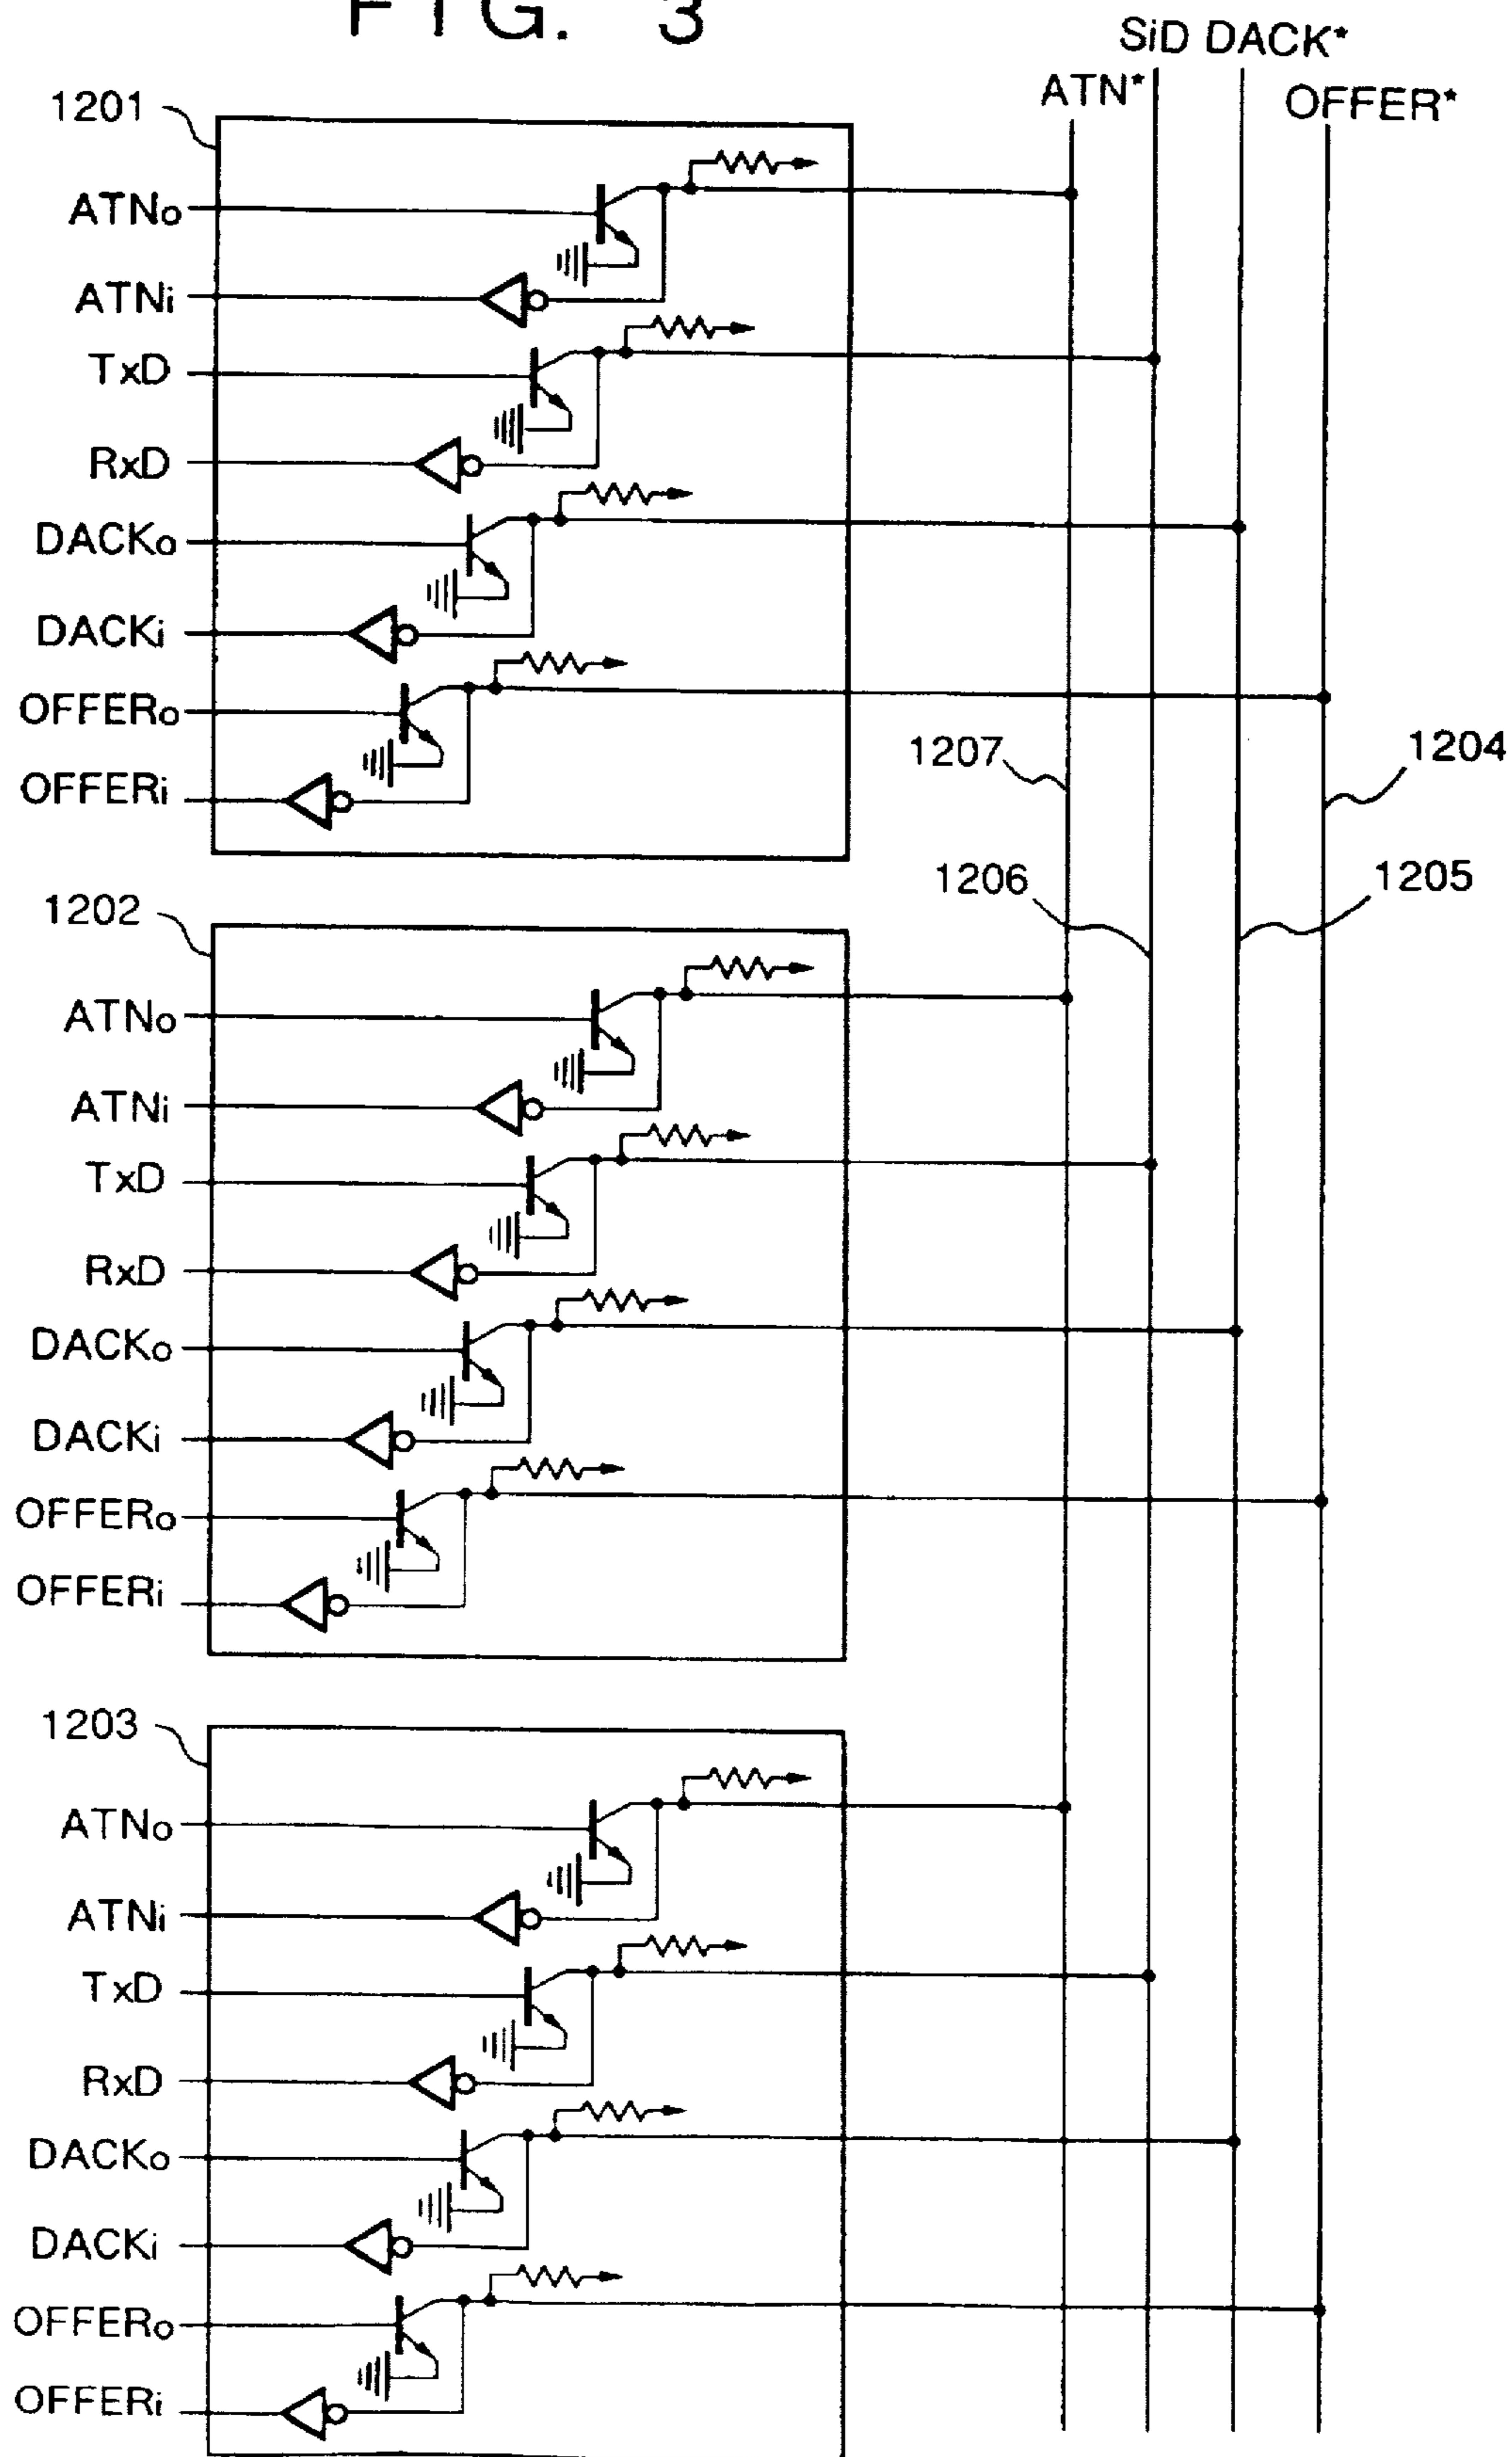 FIG. 3
SiD DACK*
ATN*
OFFER*
1201
ATNo
ATNi
TxD
RxD
DACKo
DACKi
OFFERo
OFFERi
1207
1204
1206
1205
1202
ATNo
ATNi
TxD
RxD
DACKo
DACKi
OFFERo
OFFERi
1203
ATNo
ATNi
TxD
RxD
DACKo
DACKi
OFFERo
OFFERi